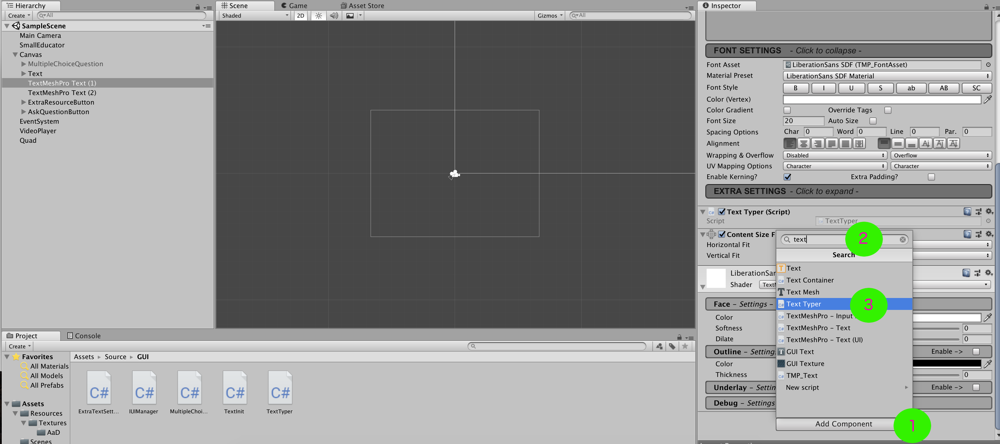 Hierarchy
Create
All
SampleScene
Main Camera
SmallEducator
Canvas
MultipleChoiceQuestion
Text
TextMeshPro Text (1)
TextMeshPro Text (2)
ExtraResourceButton
AskQuestionButton
EventSystem
VideoPlayer
Quad
Scene
Game
Asset Store
Shaded
2D
Gizmos
All
Inspector
FONT SETTINGS - Click to collapse -
Font Asset LiberationSans SDF (TMP_FontAsset)
Material Preset LiberationSans SDF Material
Font Style B I U S ab AB SC
Color (Vertex)
Color Gradient Override Tags
Font Size 20 Auto Size
Spacing Options Char 0 Word 0 Line 0 Par. 0
Alignment
Wrapping & Overflow Disabled Overflow
UV Mapping Options Character Character
Enable Kerning? Extra Padding?
EXTRA SETTINGS - Click to expand -
Text Typer (Script)
Script TextTyper
Content Size F
Horizontal Fit
Vertical Fit
LiberationSan
Shader Text
Face – Settings –
Color
Softness 0
Dilate 0
Outline – Settings Enable ->
Color
Thickness 0
Underlay – Settin Enable ->
Debug – Settings
text
2
Search
Text
Text Container
Text Mesh
Text Typer
3
TextMeshPro – Input
TextMeshPro – Text
TextMeshPro – Text (UI)
GUI Text
GUI Texture
TMP_Text
New script
Add Component
1
Project
Console
Create
Favorites
All Materials
All Models
All Prefabs
Assets
Resources
Textures
AaD
Scenes
Assets Source GUI
C# C# C# C# C#
ExtraTextSett... IUIManager MultipleChoi... TextInit TextTyper